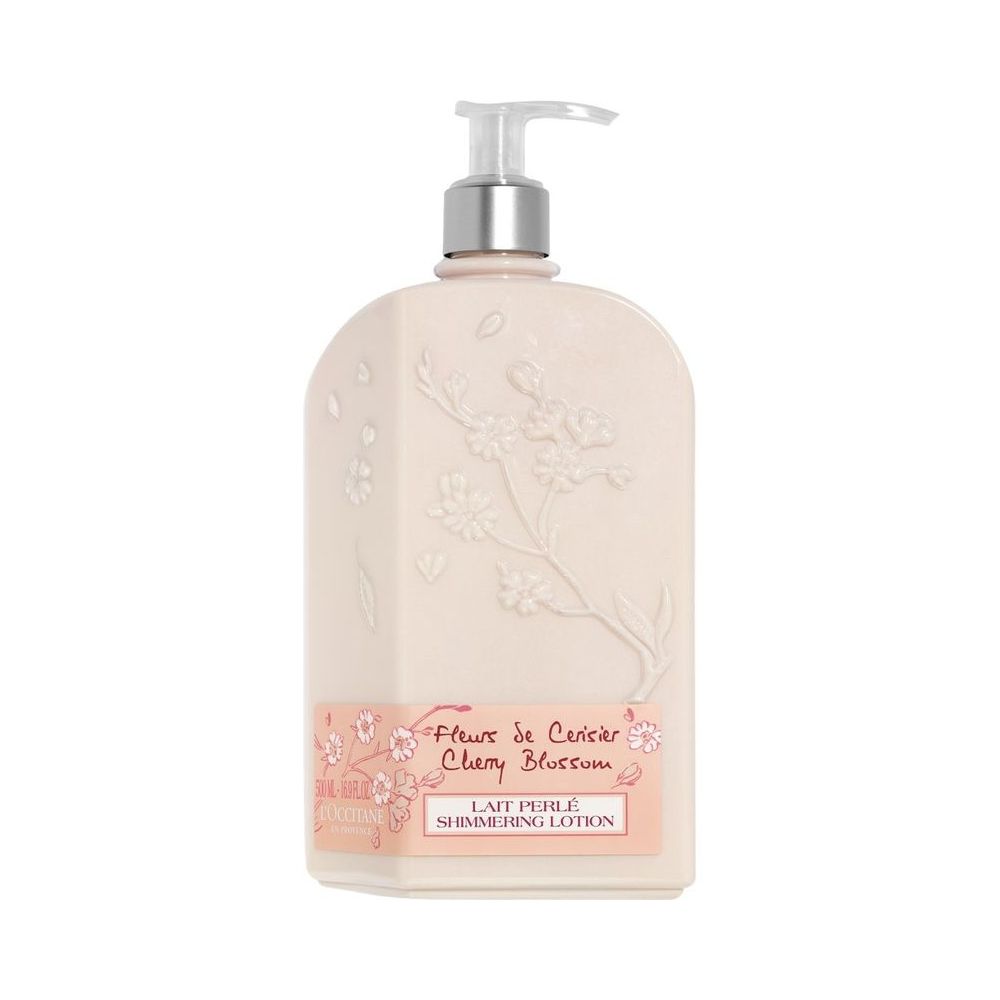 Fleurs de Cerisier
Cherry Blossom
LAIT PERLÉ
SHIMMERING LOTION
500 ML - 16.9 FL.OZ
L'OCCITANE
EN PROVENCE